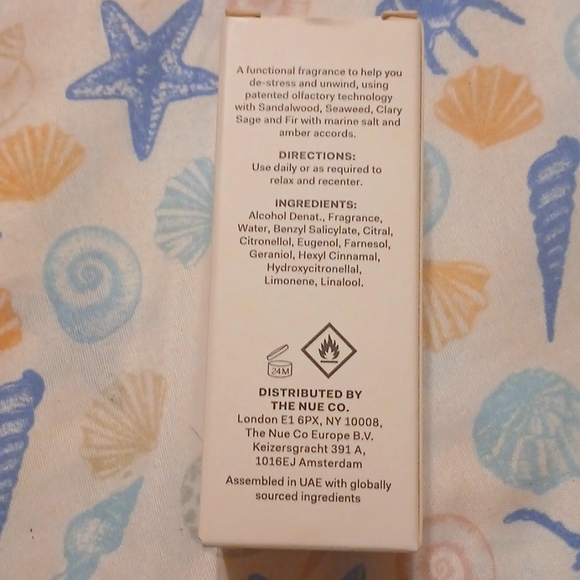 A functional fragrance to help you
de-stress and unwind, using
patented olfactory technology
with Sandalwood, Seaweed, Clary
Sage and Fir with marine salt and
amber accords.
DIRECTIONS:
Use daily or as required to
relax and recenter.
INGREDIENTS:
Alcohol Denat., Fragrance,
Water, Benzyl Salicylate, Citral,
Citronellol, Eugenol, Farnesol,
Geraniol, Hexyl Cinnamal,
Hydroxycitronellal,
Limonene, Linalool.
24M
DISTRIBUTED BY
THE NUE CO.
London E1 6PX, NY 10008,
The Nue Co Europe B.V.
Keizersgracht 391 A,
1016EJ Amsterdam
Assembled in UAE with globally
sourced ingredients